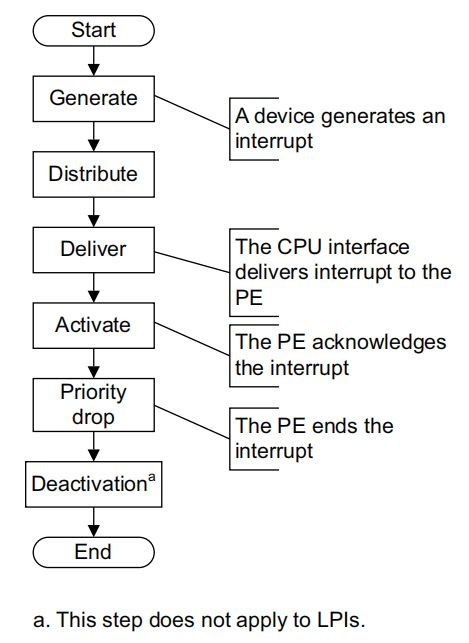 Start
Generate
A device generates an
interrupt
Distribute
Deliver
The CPU interface
delivers interrupt to the
PE
Activate
The PE acknowledges
the interrupt
Priority
drop
The PE ends the
interrupt
Deactivationa
End
a. This step does not apply to LPIs.